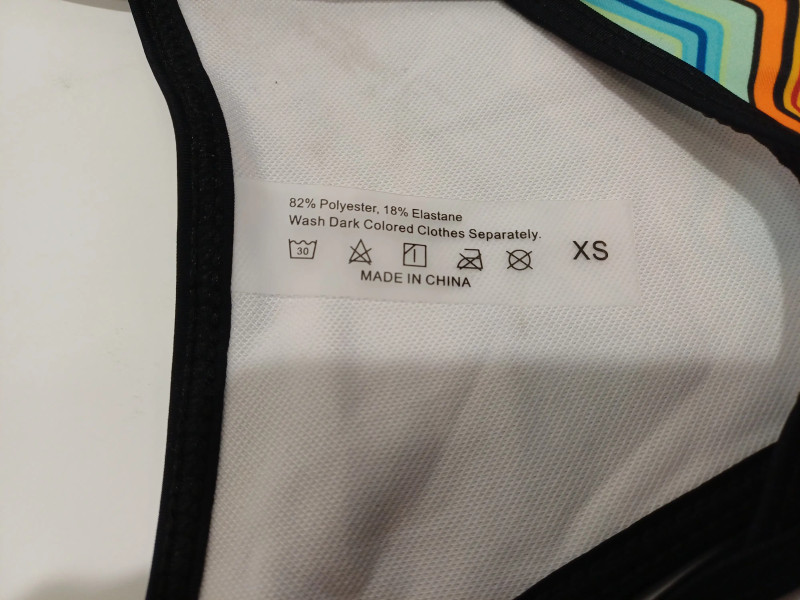 82% Polyester, 18% Elastane
Wash Dark Colored Clothes Separately.
30
XS
MADE IN CHINA